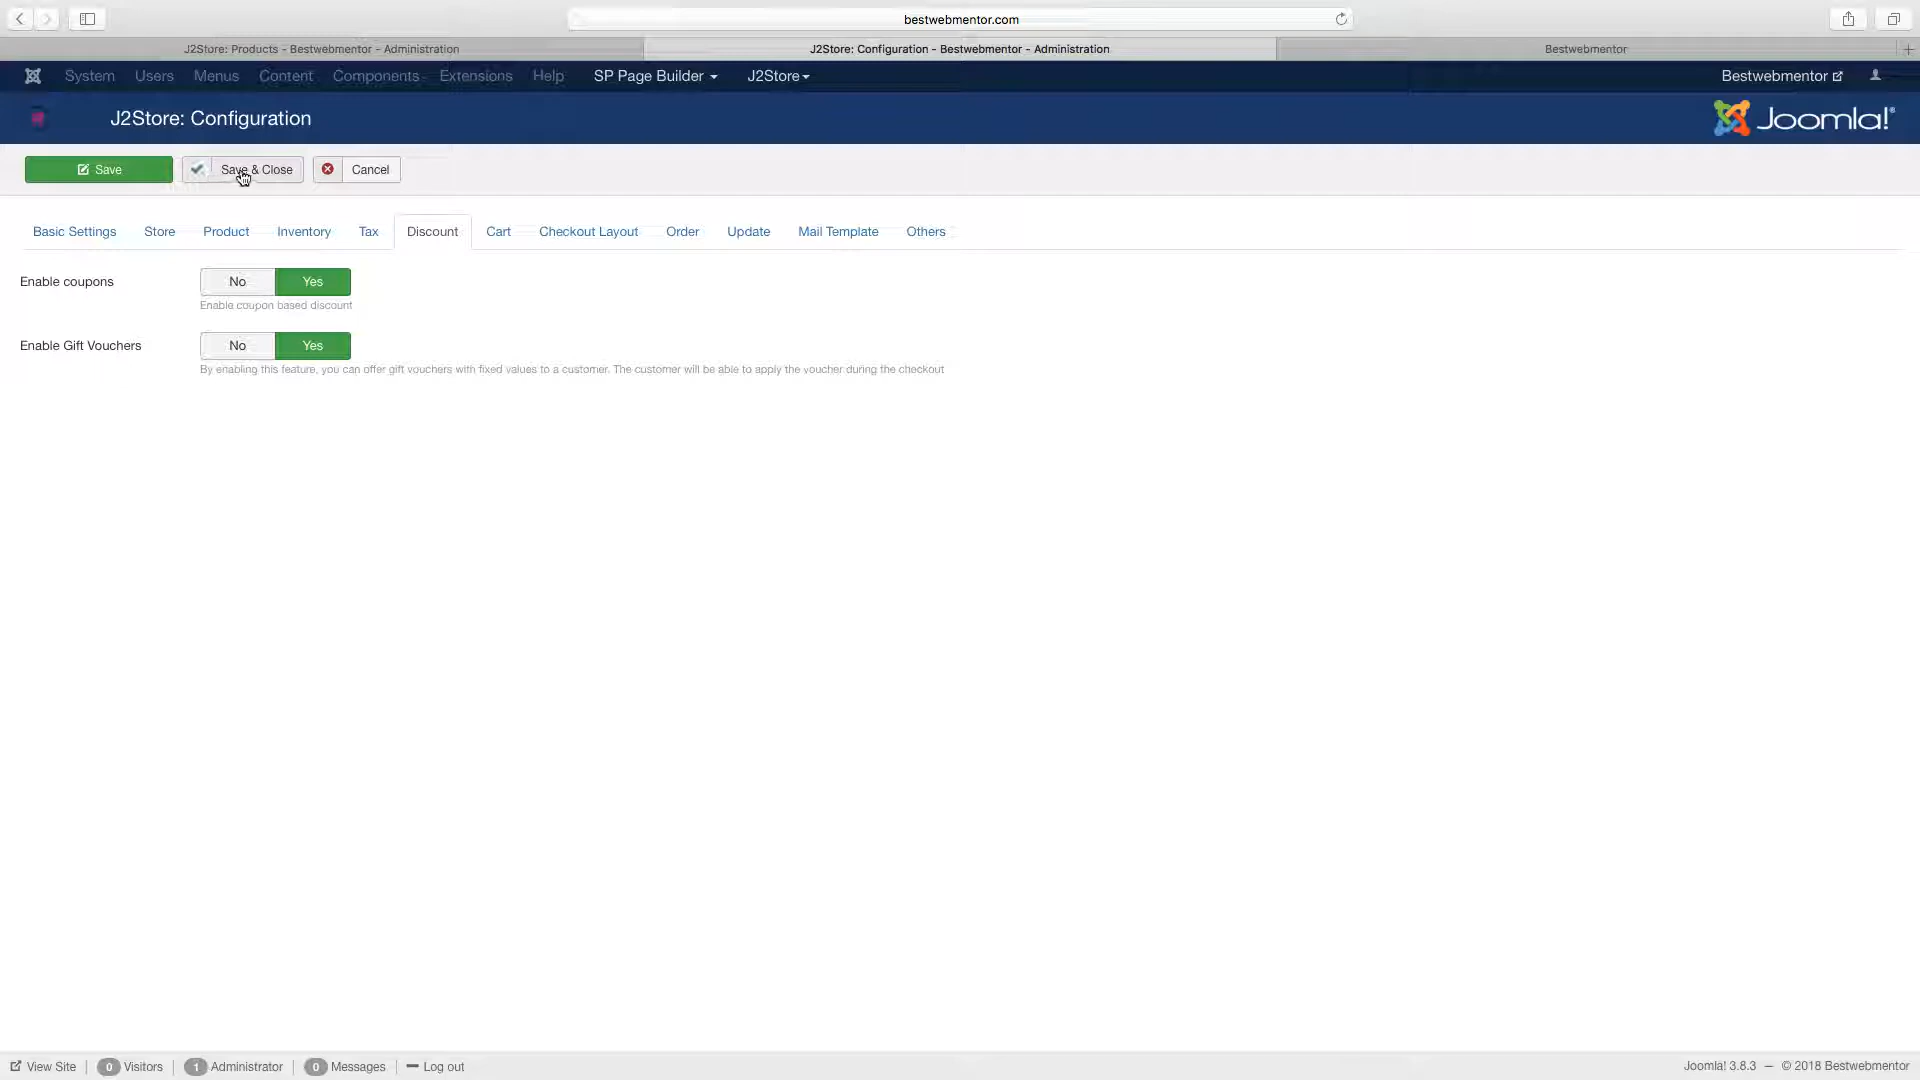 bestwebmentor.com
J2Store: Products - Bestwebmentor - Administration
J2Store: Configuration - Bestwebmentor - Administration
Bestwebmentor
System Users Menus Content Components Extensions Help SP Page Builder J2Store
Bestwebmentor
J2Store: Configuration
Joomla!
Save
Save & Close
Cancel
Basic Settings Store Product Inventory Tax Discount Cart Checkout Layout Order Update Mail Template Others
Enable coupons No Yes
Enable coupon based discount
Enable Gift Vouchers No Yes
By enabling this feature, you can offer gift vouchers with fixed values to a customer. The customer will be able to apply the voucher during the checkout
View Site 0 Visitors 1 Administrator 0 Messages Log out
Joomla! 3.8.3 — © 2018 Bestwebmentor